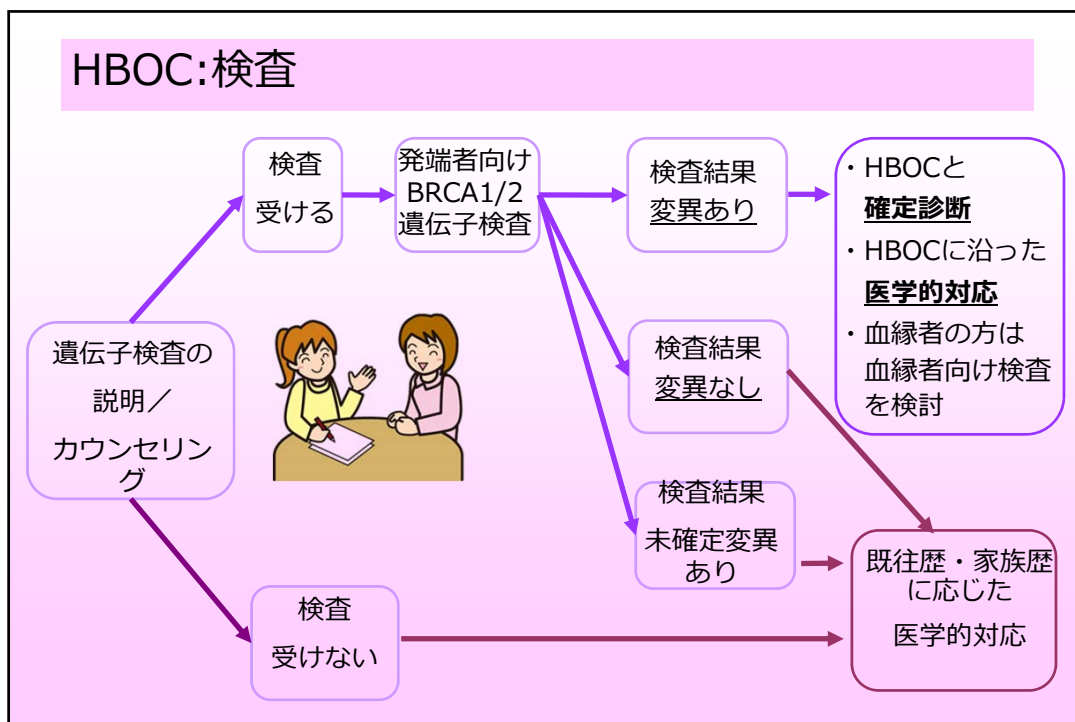 HBOC:検査
検査
受ける
発端者向け
BRCA1/2
遺伝子検査
検査結果
変異あり
・HBOCと
確定診断
・HBOCに沿った
医学的対応
・血縁者の方は
血縁者向け検査
を検討
遺伝子検査の
説明／
カウンセリン
グ
検査結果
変異なし
検査結果
未確定変異
あり
検査
受けない
既往歴・家族歴
に応じた
医学的対応